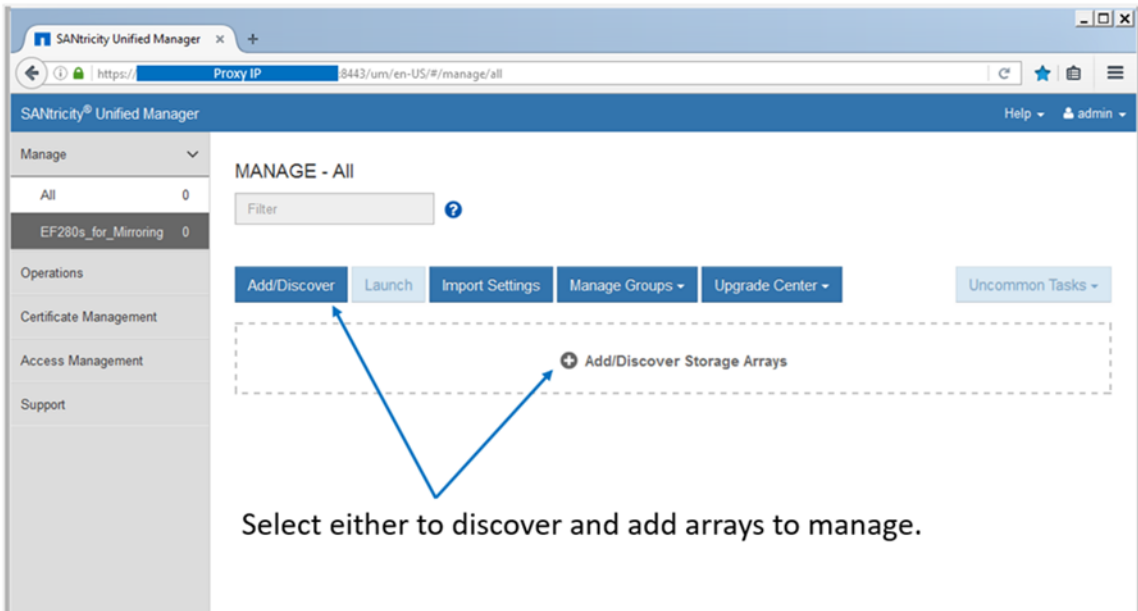 SANtricity Unified Manager × +
https:// Proxy IP :8443/um/en-US/#/manage/all
SANtricity® Unified Manager Help admin
Manage
MANAGE - All
All 0
Filter
EF280s_for_Mirroring 0
Operations
Add/Discover Launch Import Settings Manage Groups Upgrade Center Uncommon Tasks
Certificate Management
Access Management
Add/Discover Storage Arrays
Support
Select either to discover and add arrays to manage.